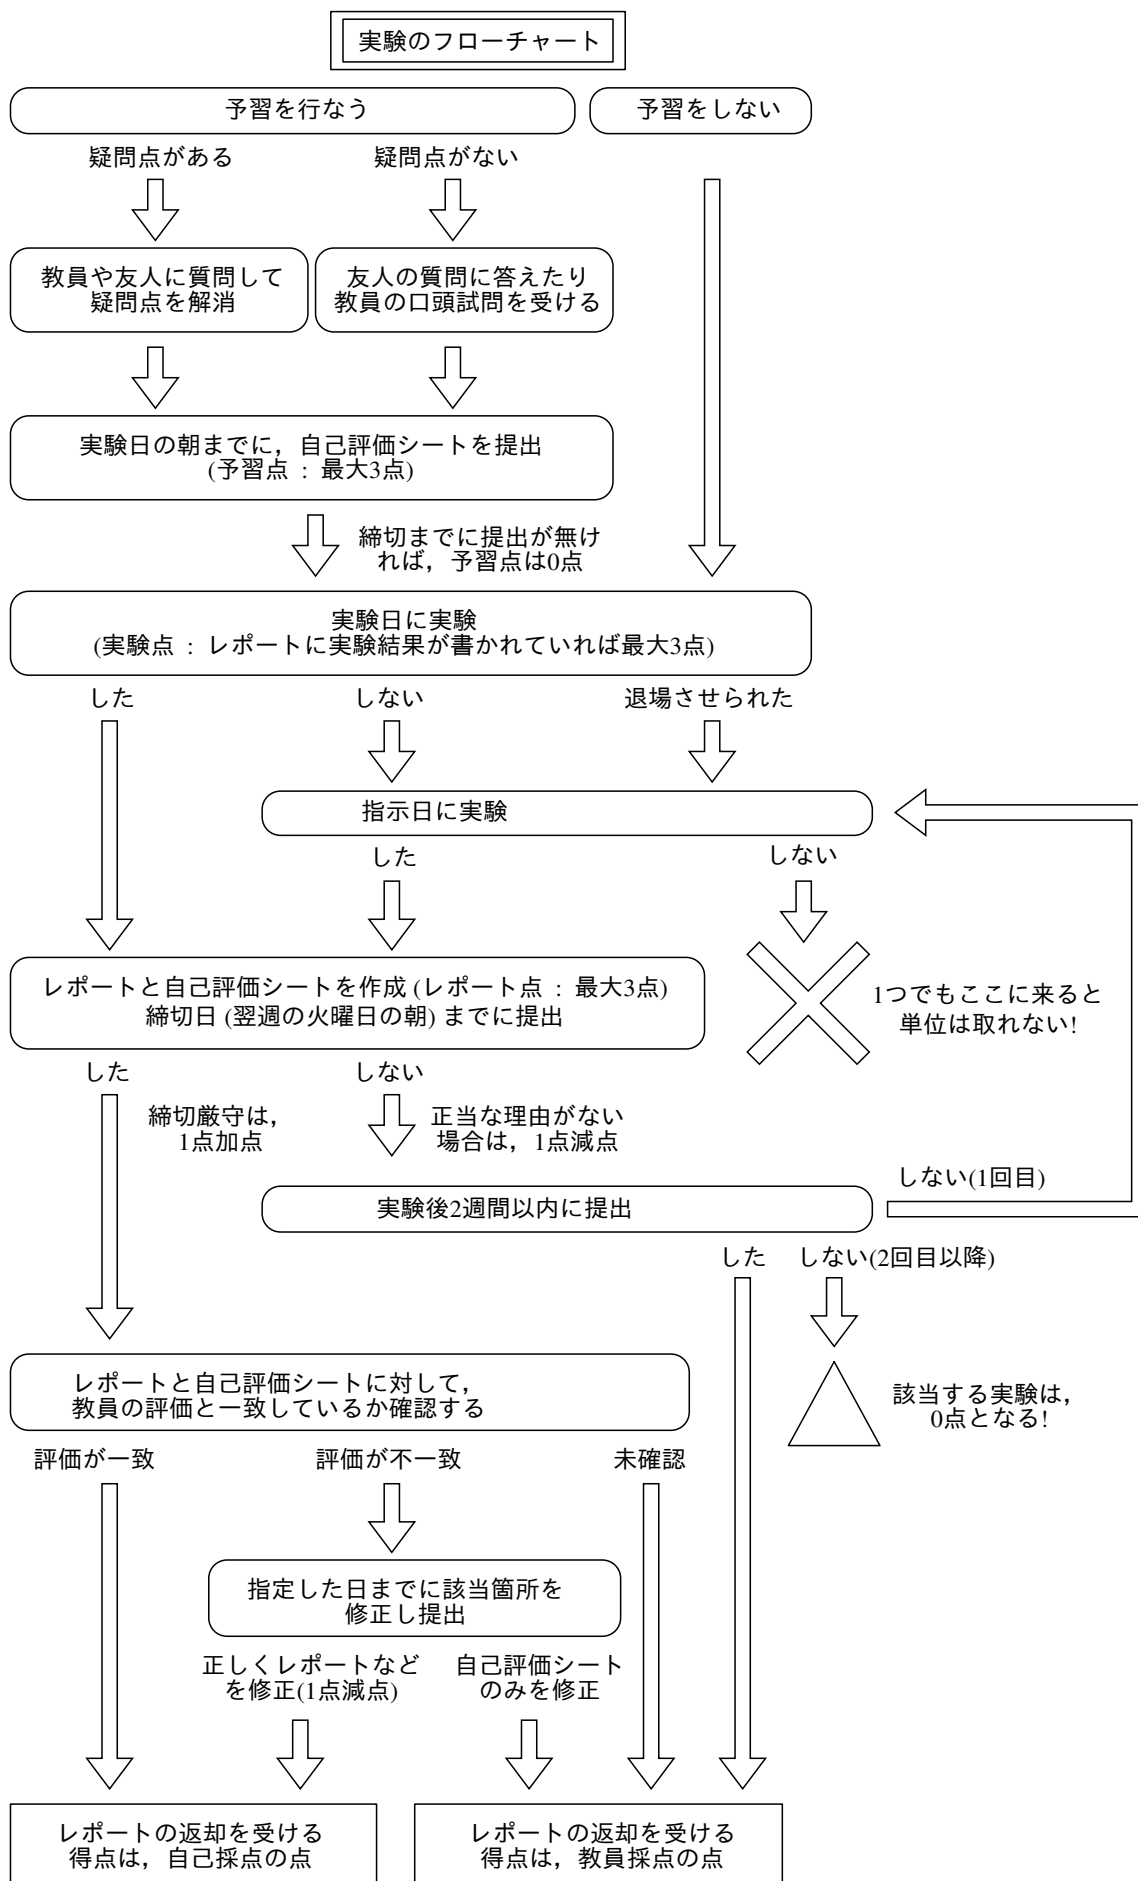 実験のフローチャート
予習を行なう
予習をしない
疑問点がある
疑問点がない
教員や友人に質問して
疑問点を解消
友人の質問に答えたり
教員の口頭試問を受ける
実験日の朝までに，自己評価シートを提出
(予習点 : 最大3点)
締切までに提出が無け
れば，予習点は0点
実験日に実験
(実験点 : レポートに実験結果が書かれていれば最大3点)
した
しない
退場させられた
指示日に実験
した
しない
レポートと自己評価シートを作成 (レポート点 : 最大3点)
締切日 (翌週の火曜日の朝) までに提出
1つでもここに来ると
単位は取れない!
した
しない
締切厳守は，
1点加点
正当な理由がない
場合は，1点減点
しない(1回目)
実験後2週間以内に提出
した
しない(2回目以降)
レポートと自己評価シートに対して，
教員の評価と一致しているか確認する
該当する実験は，
0点となる!
評価が一致
評価が不一致
未確認
指定した日までに該当箇所を
修正し提出
正しくレポートなど
を修正(1点減点)
自己評価シート
のみを修正
レポートの返却を受ける
得点は，自己採点の点
レポートの返却を受ける
得点は，教員採点の点